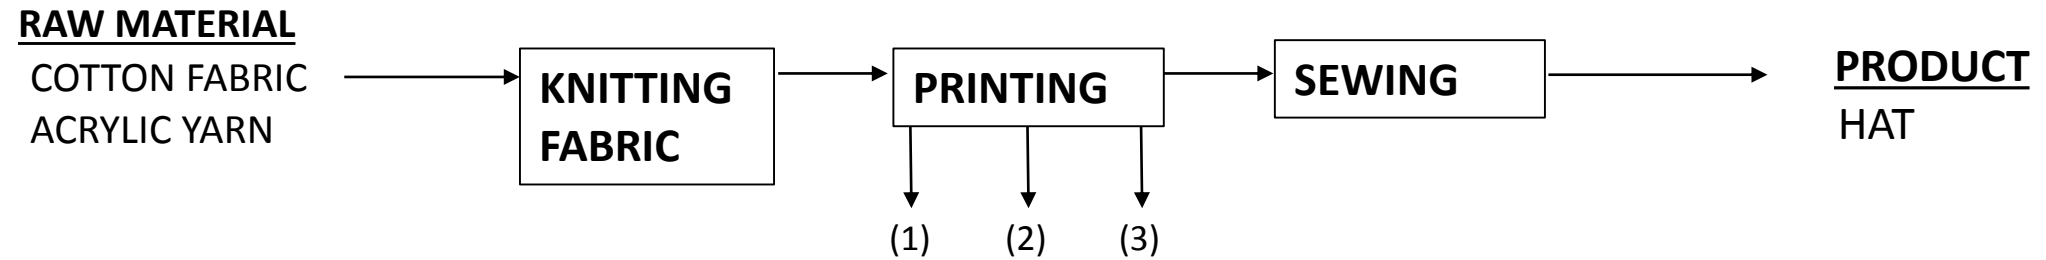 RAW MATERIAL
COTTON FABRIC
ACRYLIC YARN
KNITTING
FABRIC
PRINTING
(1) (2) (3)
SEWING
PRODUCT
HAT